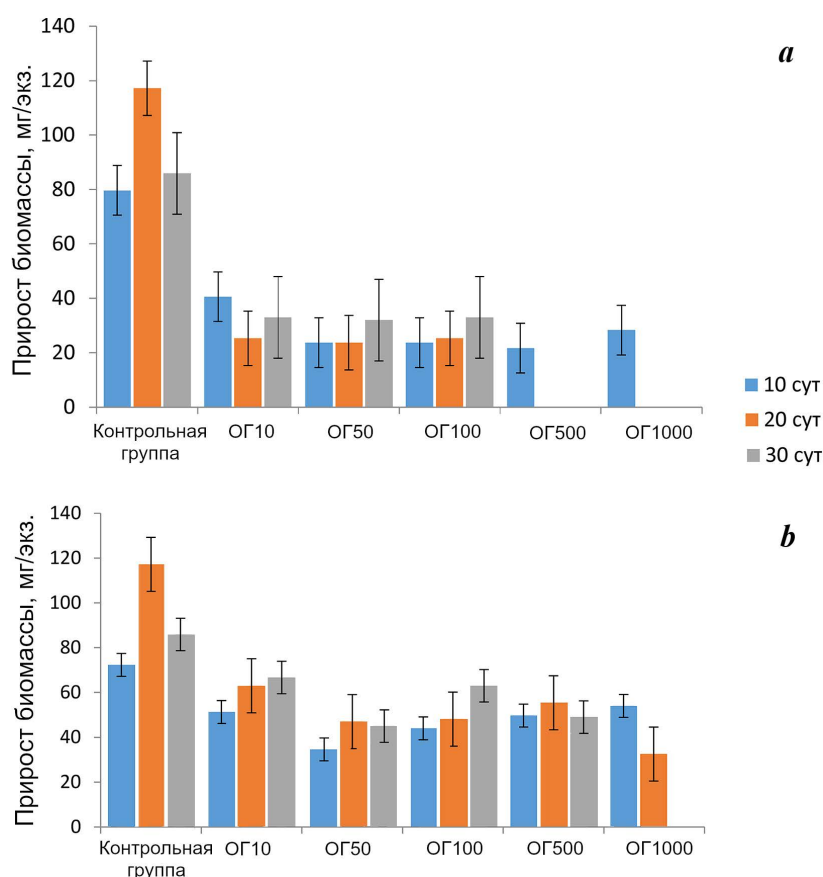 a
Прирост биомассы, мг/экз.
140
120
100
80
60
40
20
0
Контрольная
группа
ОГ10
ОГ50
ОГ100
ОГ500
ОГ1000
10 сут
20 сут
30 сут
b
Прирост биомассы, мг/экз.
140
120
100
80
60
40
20
0
Контрольная
группа
ОГ10
ОГ50
ОГ100
ОГ500
ОГ1000